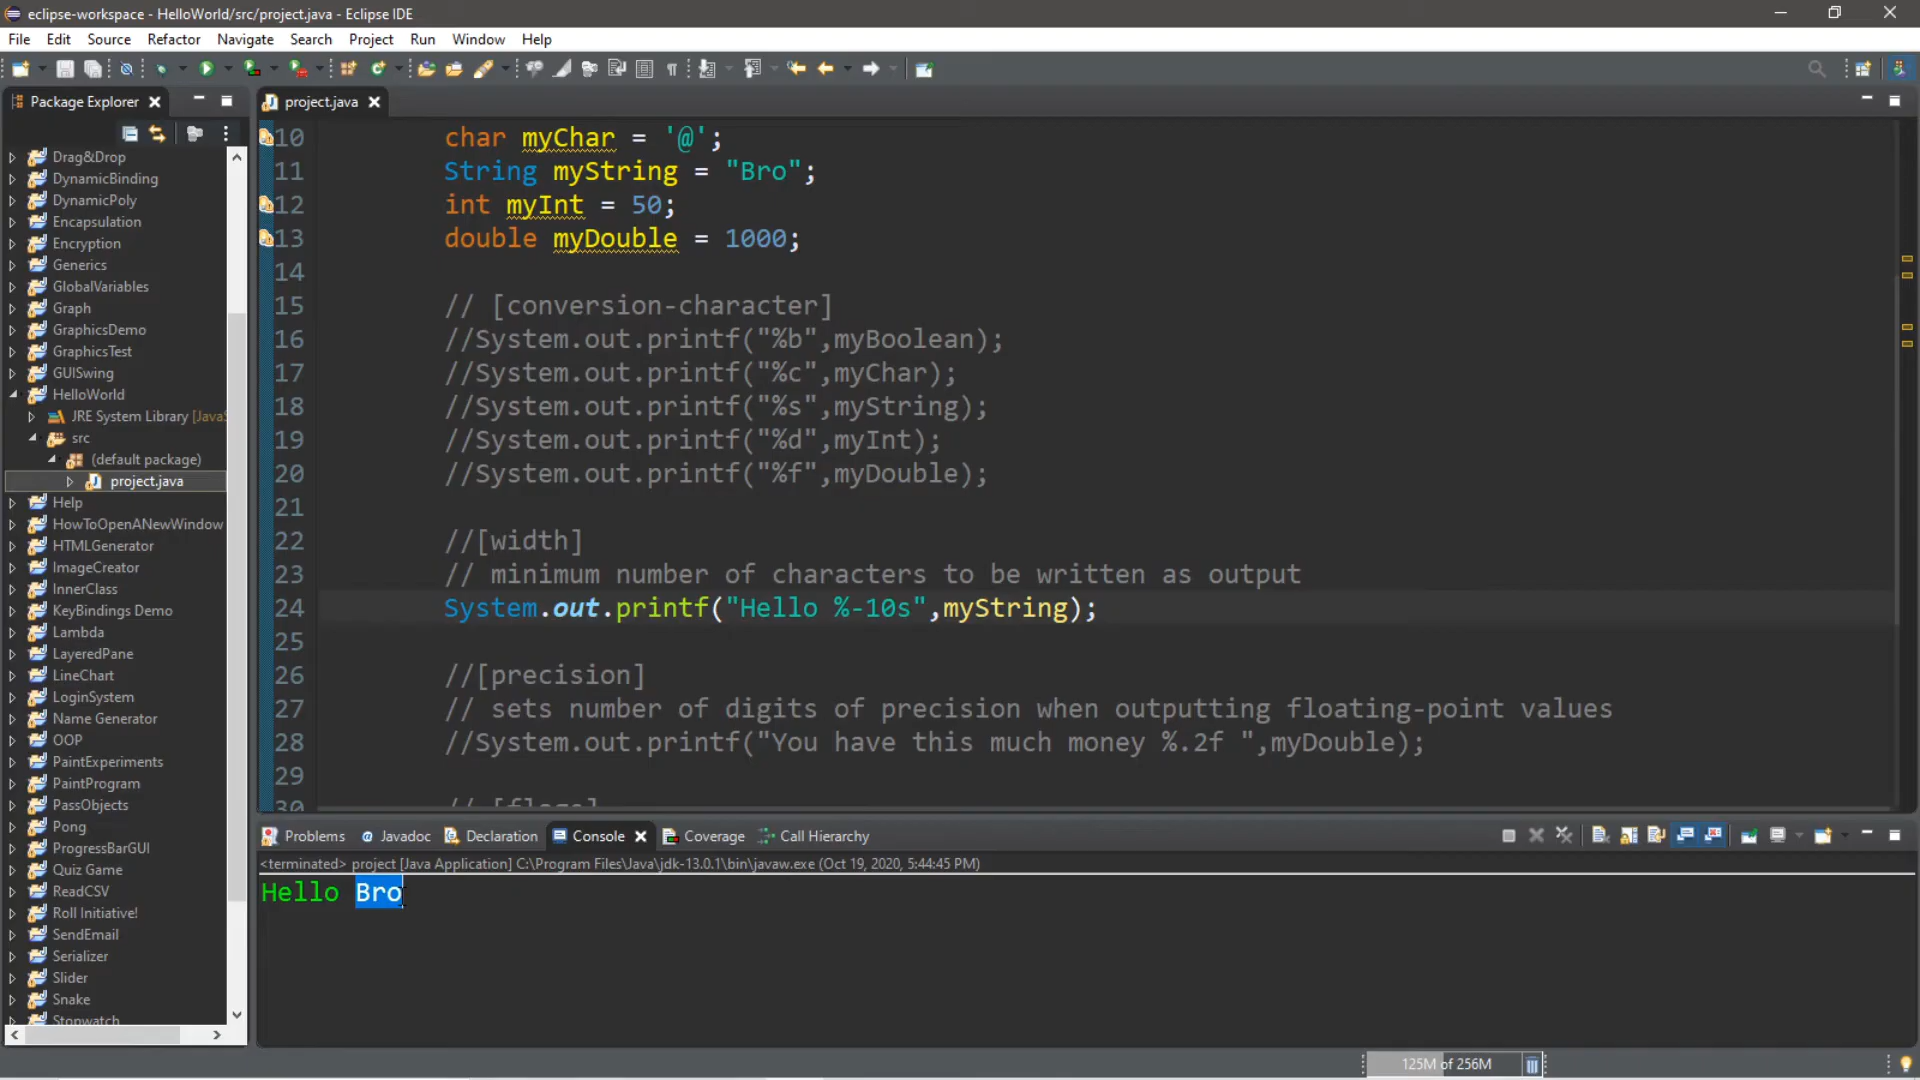 eclipse-workspace - HelloWorld/src/project.java - Eclipse IDE
File Edit Source Refactor Navigate Search Project Run Window Help
Package Explorer
project.java
Drag&Drop
DynamicBinding
DynamicPoly
Encapsulation
Encryption
Generics
GlobalVariables
Graph
GraphicsDemo
GraphicsTest
GUISwing
HelloWorld
JRE System Library [JavaS
src
(default package)
project.java
Help
HowToOpenANewWindow
HTMLGenerator
ImageCreator
InnerClass
KeyBindings Demo
Lambda
LayeredPane
LineChart
LoginSystem
Name Generator
OOP
PaintExperiments
PaintProgram
PassObjects
Pong
ProgressBarGUI
Quiz Game
ReadCSV
Roll Initiative!
SendEmail
Serializer
Slider
Snake
Stopwatch
10 char myChar = '@';
11 String myString = "Bro";
12 int myInt = 50;
13 double myDouble = 1000;
14
15 // [conversion-character]
16 //System.out.printf("%b",myBoolean);
17 //System.out.printf("%c",myChar);
18 //System.out.printf("%s",myString);
19 //System.out.printf("%d",myInt);
20 //System.out.printf("%f",myDouble);
21
22 //[width]
23 // minimum number of characters to be written as output
24 System.out.printf("Hello %-10s",myString);
25
26 //[precision]
27 // sets number of digits of precision when outputting floating-point values
28 //System.out.printf("You have this much money %.2f ",myDouble);
29
30 // [flags]
Problems Javadoc Declaration Console Coverage Call Hierarchy
<terminated> project [Java Application] C:\Program Files\Java\jdk-13.0.1\bin\javaw.exe (Oct 19, 2020, 5:44:45 PM)
Hello Bro
125M of 256M